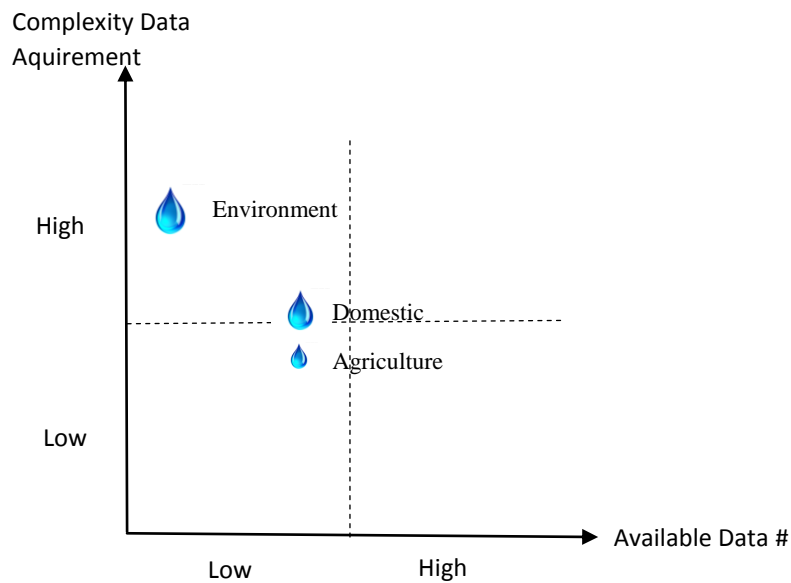 Complexity Data
Aquirement
Environment
High
Domestic
Agriculture
Low
Available Data #
Low
High